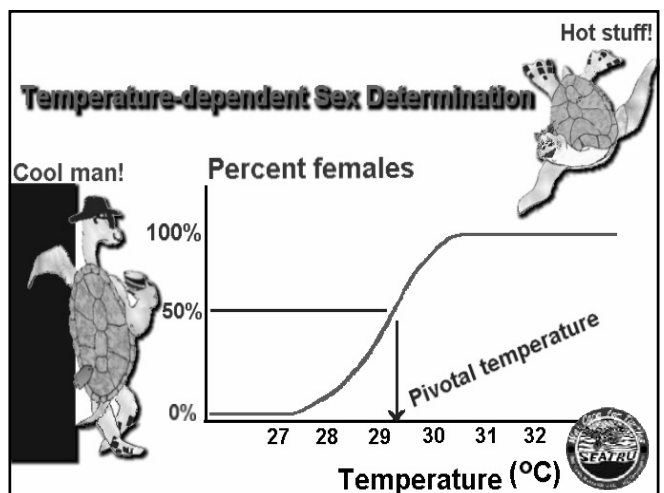 Hot stuff!
Temperature-dependent Sex Determination
Cool man!
Percent females
100%
50%
0%
Pivotal temperature
27 28 29 30 31 32
Temperature (°C)
SEATRU